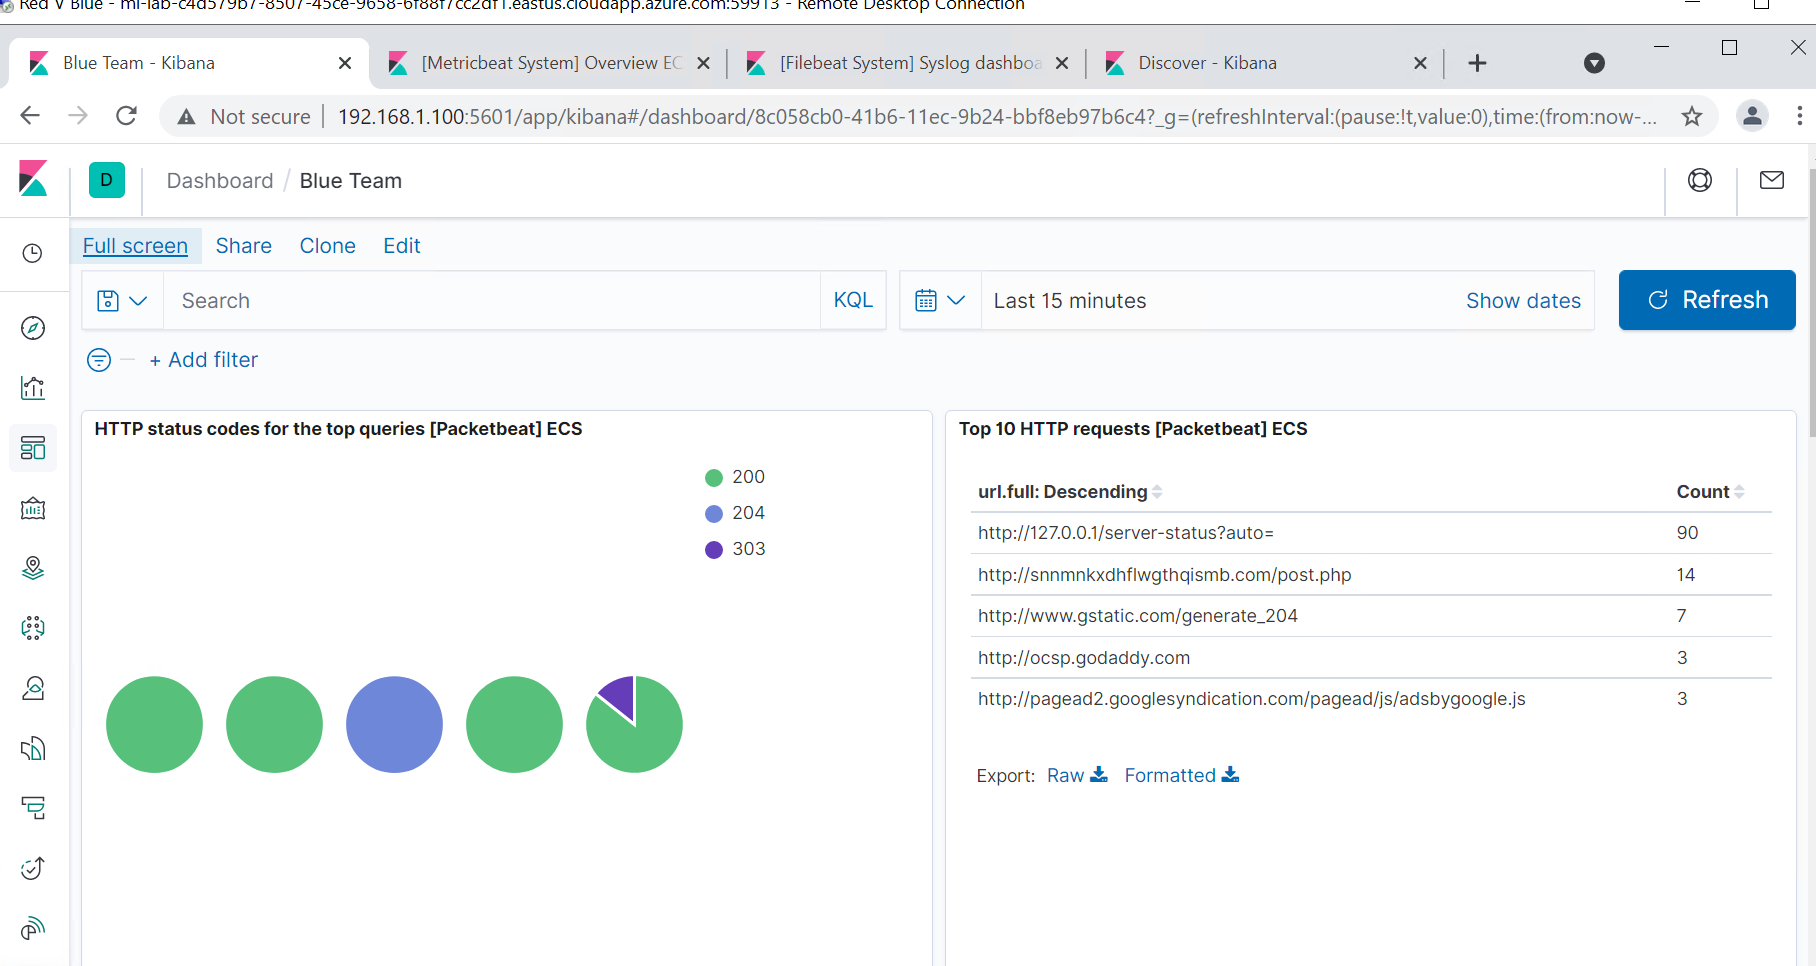 Red V Blue - ml-lab-c4d579b7-8507-45ce-9658-6f88f7cc2df1.eastus.cloudapp.azure.com:59913 - Remote Desktop Connection
Blue Team - Kibana
[Metricbeat System] Overview EC
[Filebeat System] Syslog dashboa
Discover - Kibana
Not secure
192.168.1.100:5601/app/kibana#/dashboard/8c058cb0-41b6-11ec-9b24-bbf8eb97b6c4?_g=(refreshInterval:(pause:!t,value:0),time:(from:now-...
D
Dashboard / Blue Team
Full screen Share Clone Edit
Search KQL
Last 15 minutes Show dates
Refresh
+ Add filter
HTTP status codes for the top queries [Packetbeat] ECS
200
204
303
Top 10 HTTP requests [Packetbeat] ECS
url.full: Descending Count
http://127.0.0.1/server-status?auto= 90
http://snnmnkxdhflwgthqismb.com/post.php 14
http://www.gstatic.com/generate_204 7
http://ocsp.godaddy.com 3
http://pagead2.googlesyndication.com/pagead/js/adsbygoogle.js 3
Export: Raw Formatted